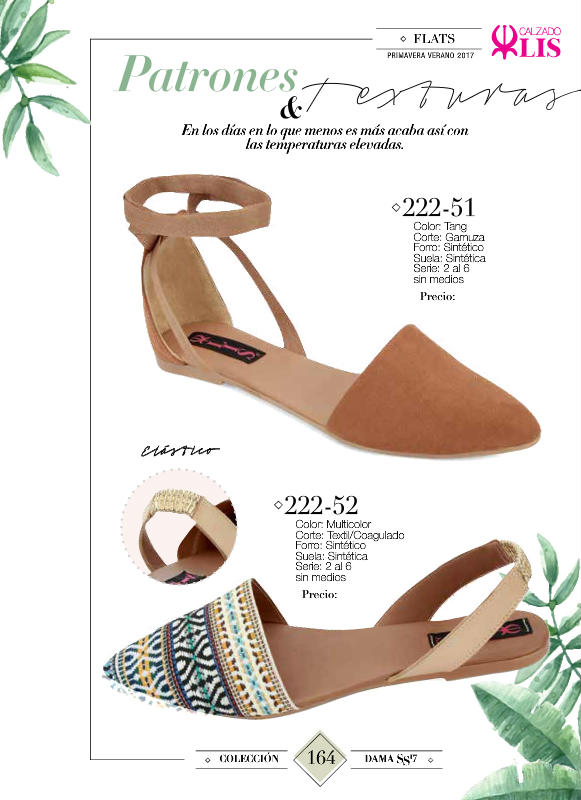 FLATS
PRIMAVERA VERANO 2017
CALZADO
LIS
Patrones
& texturas
En los días en lo que menos es más acaba así con
las temperaturas elevadas.
222-51
Color: Tang
Corte: Gamuza
Forro: Sintético
Suela: Sintética
Serie: 2 al 6
sin medios
Precio:
clástico
222-52
Color: Multicolor
Corte: Textil/Coagulado
Forro: Sintético
Suela: Sintética
Serie: 2 al 6
sin medios
Precio:
COLECCIÓN
164
DAMA SS17